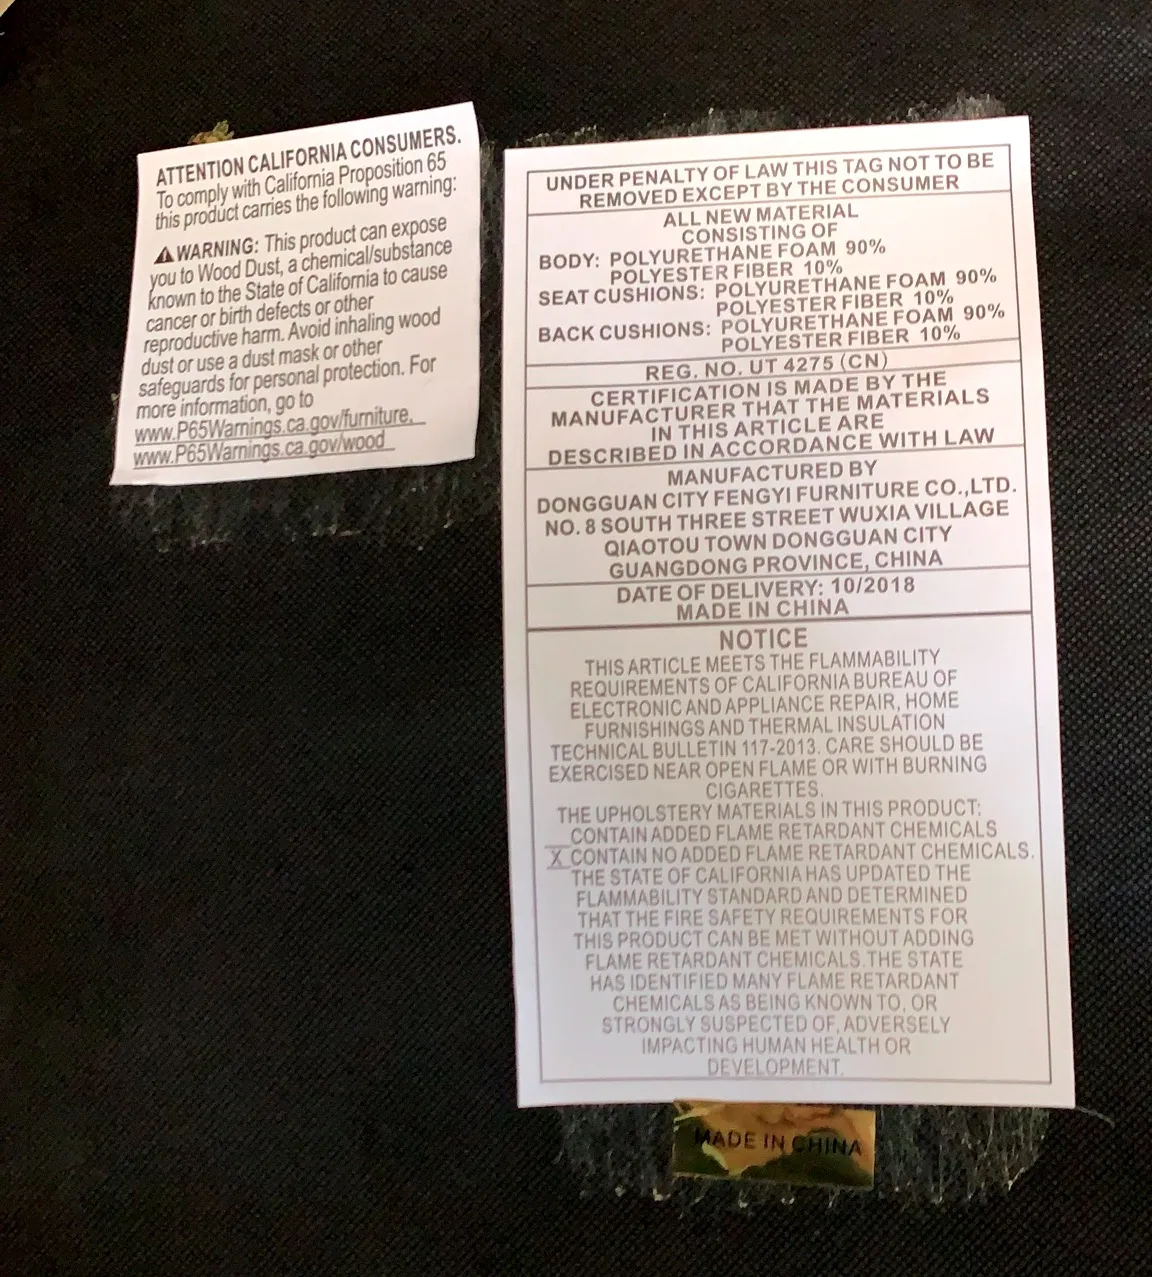 ATTENTION CALIFORNIA CONSUMERS.
To comply with California Proposition 65
this product carries the following warning:
⚠WARNING: This product can expose
you to Wood Dust, a chemical/substance
known to the State of California to cause
cancer or birth defects or other
reproductive harm. Avoid inhaling wood
dust or use a dust mask or other
safeguards for personal protection. For
more information, go to
www.P65Warnings.ca.gov/furniture.
www.P65Warnings.ca.gov/wood
UNDER PENALTY OF LAW THIS TAG NOT TO BE
REMOVED EXCEPT BY THE CONSUMER
ALL NEW MATERIAL
CONSISTING OF
BODY: POLYURETHANE FOAM 90%
POLYESTER FIBER 10%
SEAT CUSHIONS: POLYURETHANE FOAM 90%
POLYESTER FIBER 10%
BACK CUSHIONS: POLYURETHANE FOAM 90%
POLYESTER FIBER 10%
REG. NO. UT 4275 (CN)
CERTIFICATION IS MADE BY THE
MANUFACTURER THAT THE MATERIALS
IN THIS ARTICLE ARE
DESCRIBED IN ACCORDANCE WITH LAW
MANUFACTURED BY
DONGGUAN CITY FENGYI FURNITURE CO.,LTD.
NO. 8 SOUTH THREE STREET WUXIA VILLAGE
QIAOTOU TOWN DONGGUAN CITY
GUANGDONG PROVINCE, CHINA
DATE OF DELIVERY: 10/2018
MADE IN CHINA
NOTICE
THIS ARTICLE MEETS THE FLAMMABILITY
REQUIREMENTS OF CALIFORNIA BUREAU OF
ELECTRONIC AND APPLIANCE REPAIR, HOME
FURNISHINGS AND THERMAL INSULATION
TECHNICAL BULLETIN 117-2013. CARE SHOULD BE
EXERCISED NEAR OPEN FLAME OR WITH BURNING
CIGARETTES.
THE UPHOLSTERY MATERIALS IN THIS PRODUCT:
CONTAIN ADDED FLAME RETARDANT CHEMICALS
X CONTAIN NO ADDED FLAME RETARDANT CHEMICALS.
THE STATE OF CALIFORNIA HAS UPDATED THE
FLAMMABILITY STANDARD AND DETERMINED
THAT THE FIRE SAFETY REQUIREMENTS FOR
THIS PRODUCT CAN BE MET WITHOUT ADDING
FLAME RETARDANT CHEMICALS.THE STATE
HAS IDENTIFIED MANY FLAME RETARDANT
CHEMICALS AS BEING KNOWN TO, OR
STRONGLY SUSPECTED OF, ADVERSELY
IMPACTING HUMAN HEALTH OR
DEVELOPMENT.
MADE IN CHINA